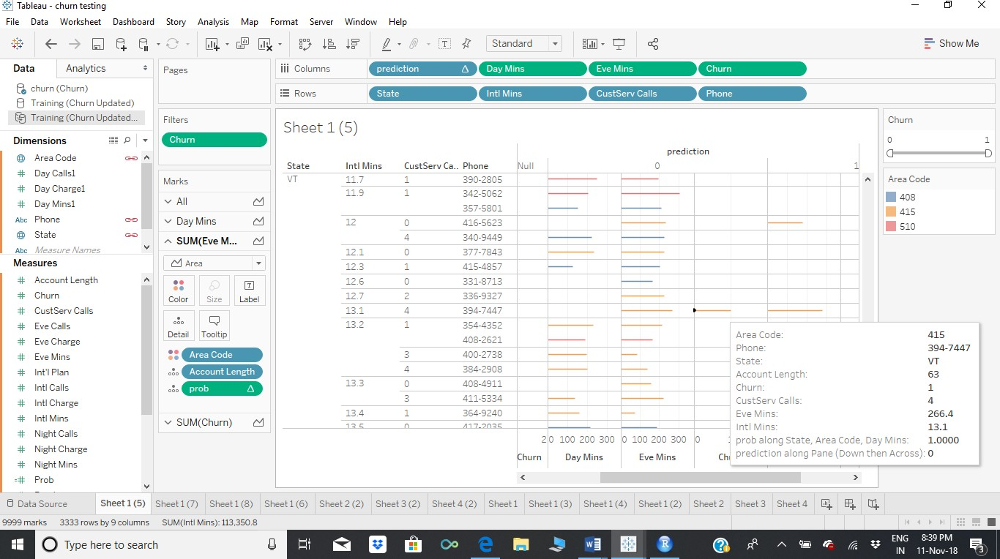 Tableau - churn testing
File Data Worksheet Dashboard Story Analysis Map Format Server Window Help
Standard
Show Me
Data
Analytics
churn (Churn)
Training (Churn Updated)
Training (Churn Updated...
Dimensions
Area Code
Day Calls1
Day Charge1
Day Mins1
Abc Phone
State
Abc Measure Names
Measures
Account Length
Churn
CustServ Calls
Eve Calls
Eve Charge
Eve Mins
Int'l Plan
Intl Calls
Intl Charge
Intl Mins
Night Calls
Night Charge
Night Mins
Prob
Pages
Filters
Churn
Marks
All
Day Mins
SUM(Eve M...
Area
Color Size Label
Detail Tooltip
Area Code
Account Length
prob
SUM(Churn)
Columns prediction Day Mins Eve Mins Churn
Rows State Intl Mins CustServ Calls Phone
Sheet 1 (5)
prediction
State Intl Mins CustServ Ca.. Phone Null 0 1
VT 11.7 1 390-2805
11.9 1 342-5062
357-5801
12 0 416-5623
4 340-9449
12.1 0 377-7843
12.3 1 415-4857
12.6 0 331-8713
12.7 2 336-9327
13.1 4 394-7447
13.2 1 354-4352
408-2621
3 400-2738
4 384-2908
13.3 0 408-4911
3 411-5334
13.4 1 364-9240
13.5 0 417-2035
2 0 100 200 300 0 100 200 300 0
Churn Day Mins Eve Mins Ch
Area Code: 415
Phone: 394-7447
State: VT
Account Length: 63
Churn: 1
CustServ Calls: 4
Eve Mins: 266.4
Intl Mins: 13.1
prob along State, Area Code, Day Mins: 1.0000
prediction along Pane (Down then Across): 0
Churn
0 1
Area Code
408
415
510
Data Source Sheet 1 (5) Sheet 1 (7) Sheet 1 (8) Sheet 1 (6) Sheet 2 (2) Sheet 3 (2) Sheet 4 (2) Sheet 1 Sheet 1 (3) Sheet 1 (4) Sheet 1 (2) Sheet 2 Sheet 3 Sheet 4
9999 marks 3333 rows by 9 columns SUM(Intl Mins): 113,350.8
Type here to search
ENG
IN
8:39 PM
11-Nov-18
3